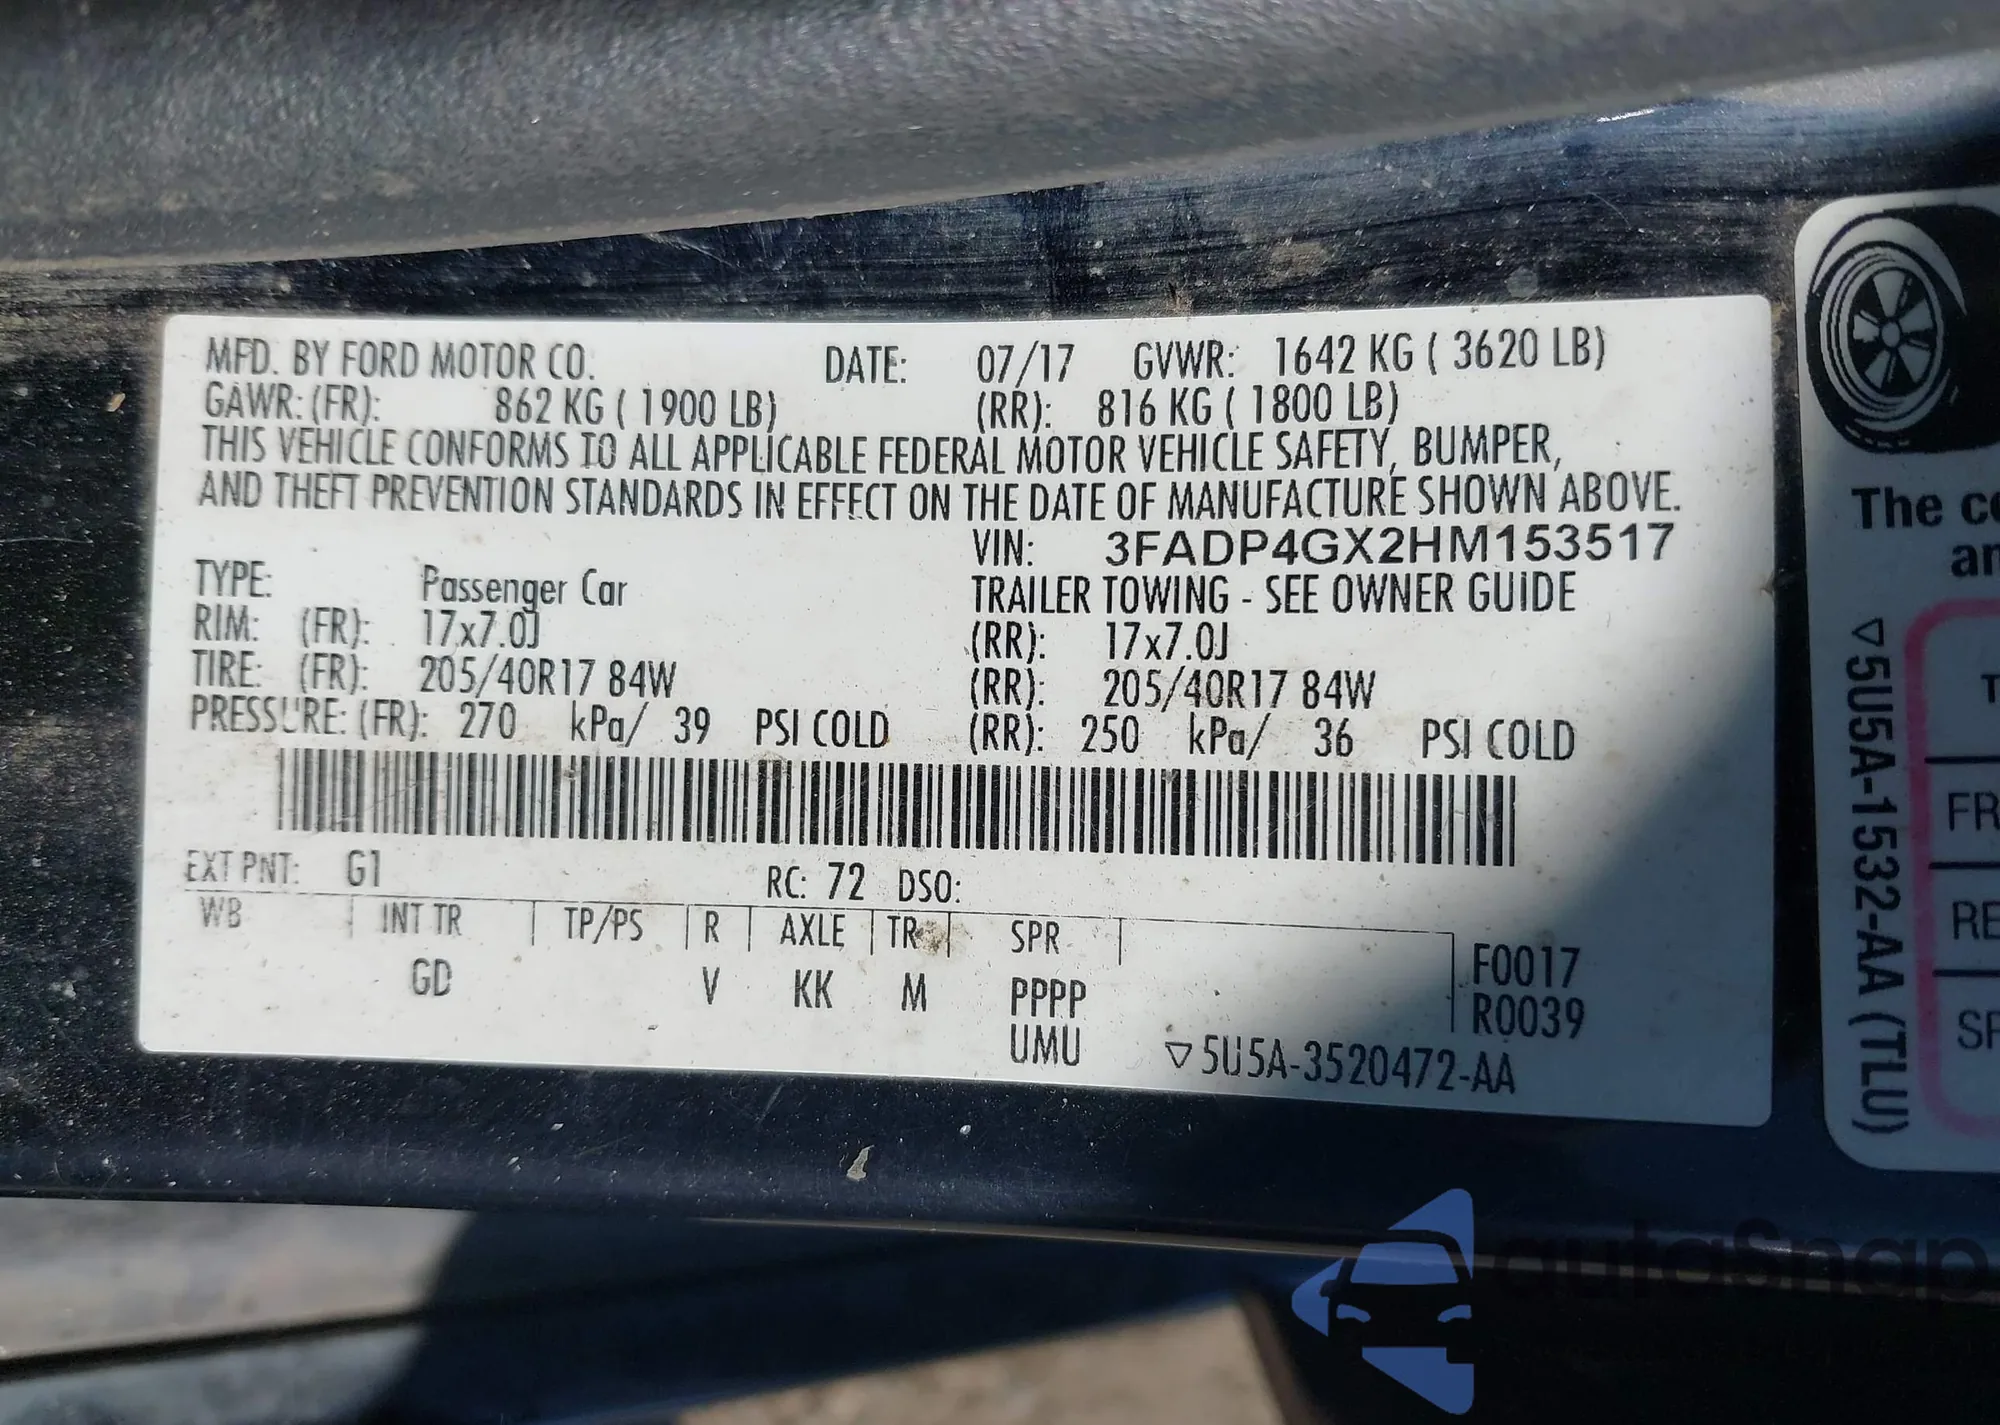 MFD. BY FORD MOTOR CO. DATE: 07/17 GVWR: 1642 KG ( 3620 LB)
GAWR: (FR): 862 KG ( 1900 LB) (RR): 816 KG ( 1800 LB)
THIS VEHICLE CONFORMS TO ALL APPLICABLE FEDERAL MOTOR VEHICLE SAFETY, BUMPER,
AND THEFT PREVENTION STANDARDS IN EFFECT ON THE DATE OF MANUFACTURE SHOWN ABOVE.
VIN: 3FADP4GX2HM153517
TYPE: Passenger Car TRAILER TOWING - SEE OWNER GUIDE
RIM: (FR): 17x7.0J (RR): 17x7.0J
TIRE: (FR): 205/40R17 84W (RR): 205/40R17 84W
PRESSURE: (FR): 270 kPa/ 39 PSI COLD (RR): 250 kPa/ 36 PSI COLD
EXT PNT: G1 RC: 72 DSO:
WB INT TR TP/PS R AXLE TR SPR
GD V KK M PPPP
UMU
F0017
R0039
▽5U5A-3520472-AA
The
▽5U5A-1532-AA (TLU)
autoSnap